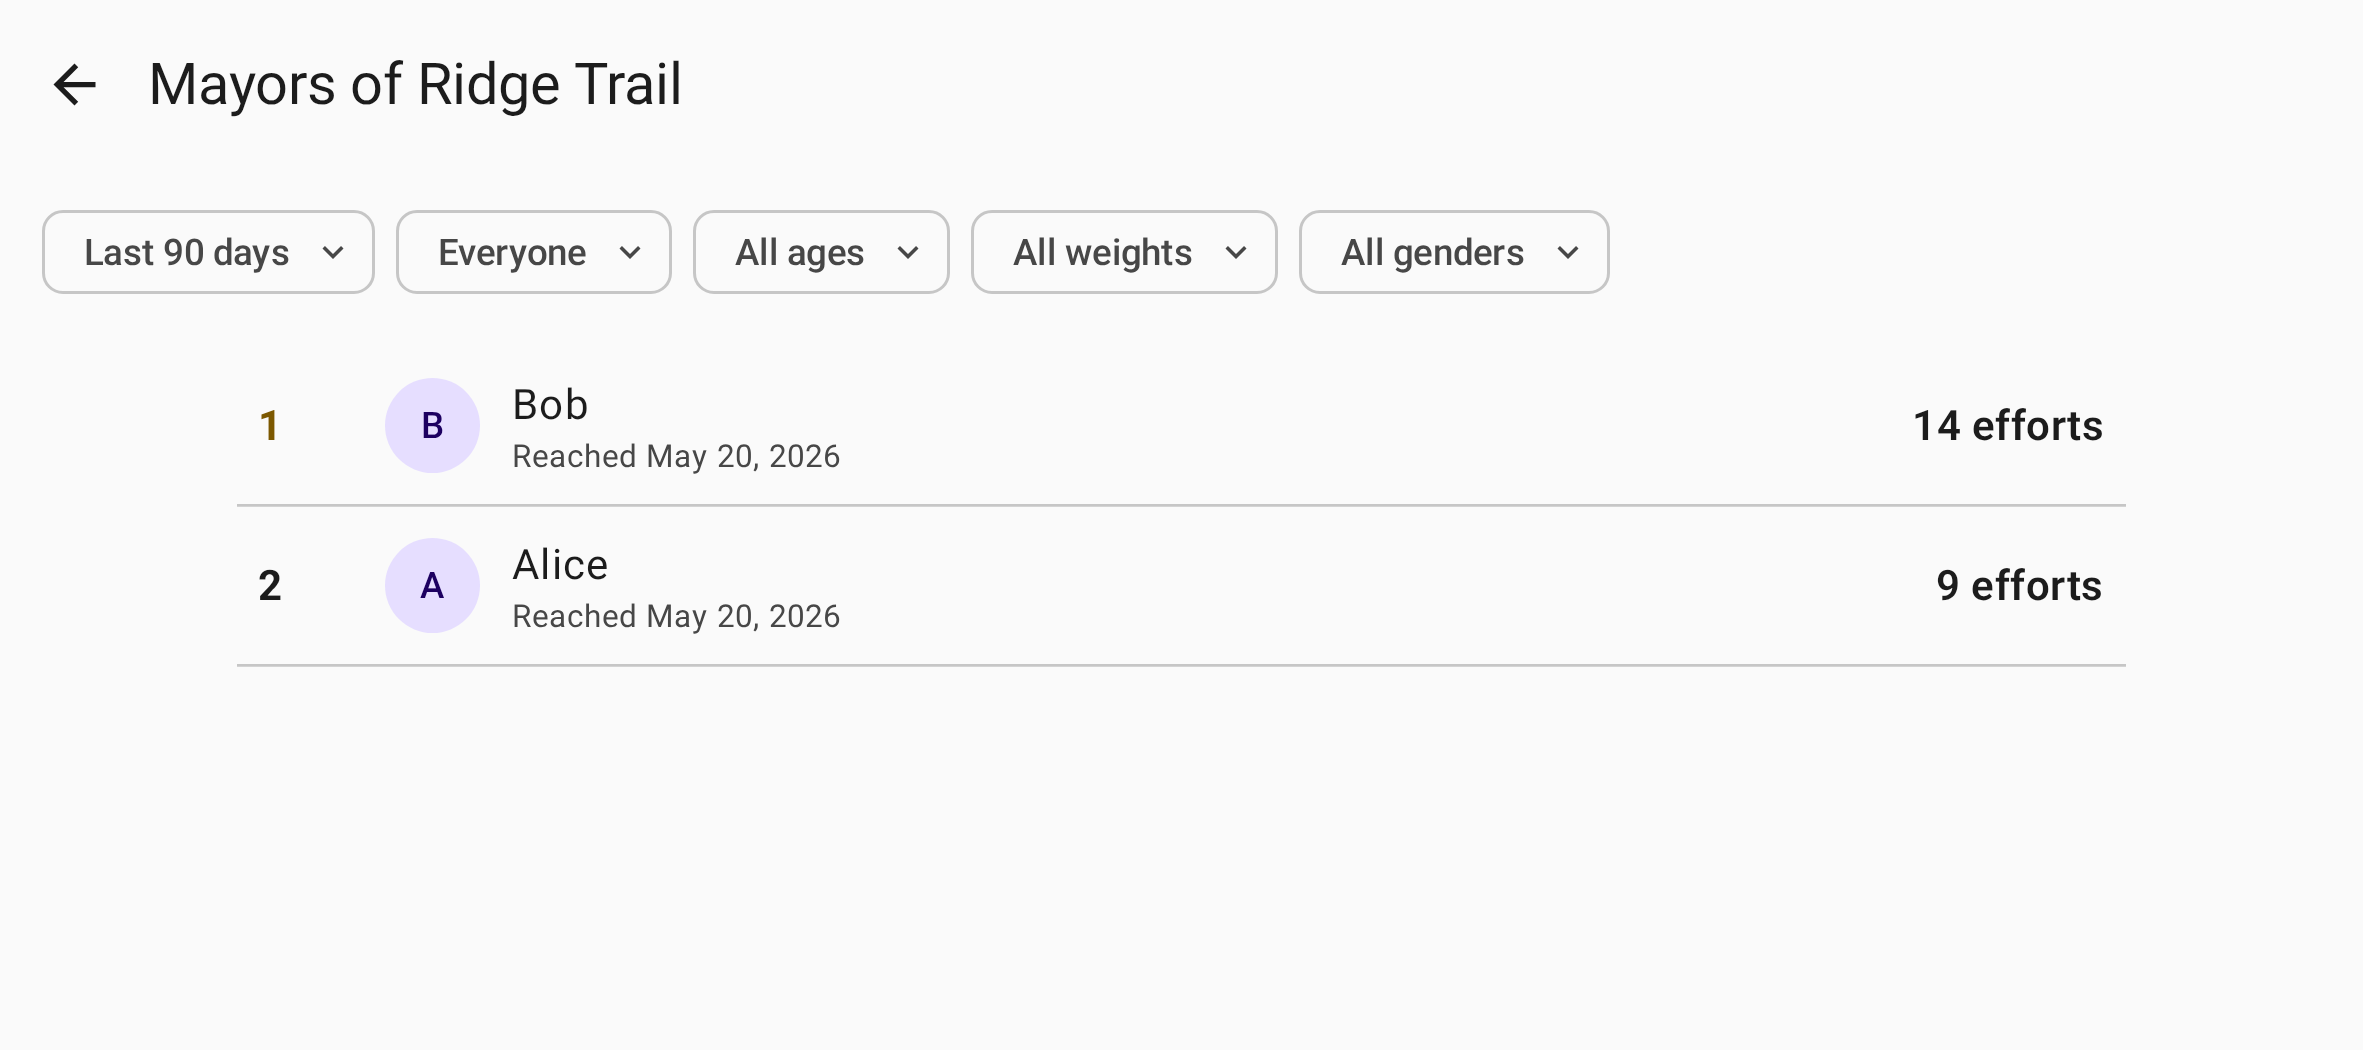 Mayors of Ridge Trail
Last 90 days
Everyone
All ages
All weights
All genders
1
B
Bob
Reached May 20, 2026
14 efforts
2
A
Alice
Reached May 20, 2026
9 efforts